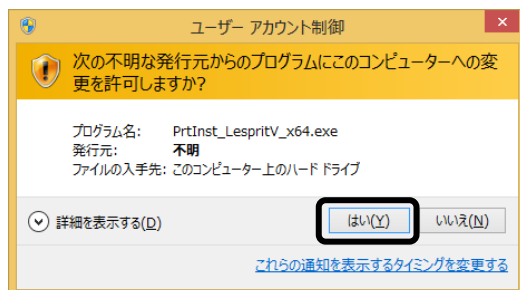 ユーザー アカウント制御
次の不明な発行元からのプログラムにこのコンピューターへの変
更を許可しますか?
プログラム名: PrtInst_LespritV_x64.exe
発行元: 不明
ファイルの入手先: このコンピューター上のハード ドライブ
詳細を表示する(D) はい(Y) いいえ(N)
これらの通知を表示するタイミングを変更する